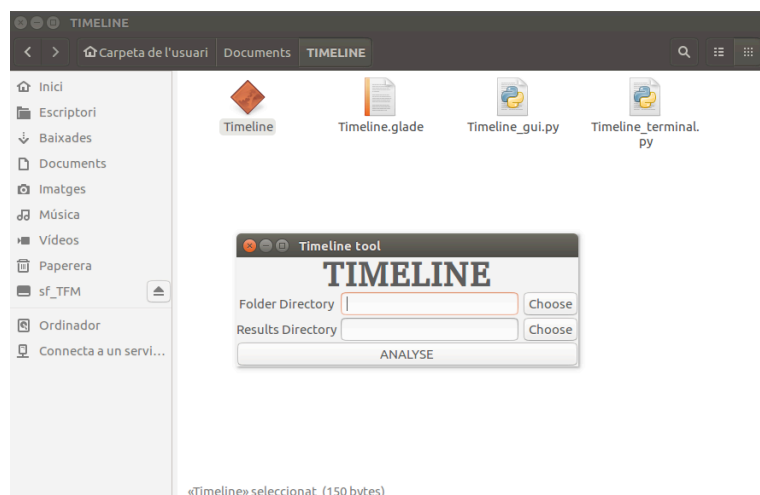 TIMELINE
Carpeta de l'usuari Documents TIMELINE
Inici
Escriptori
Baixades
Documents
Imatges
Música
Vídeos
Paperera
sf_TFM
Ordinador
Connecta a un servi...
Timeline Timeline.glade Timeline_gui.py Timeline_terminal.
py
Timeline tool
TIMELINE
Folder Directory Choose
Results Directory Choose
ANALYSE
«Timeline» seleccionat (150 bytes)